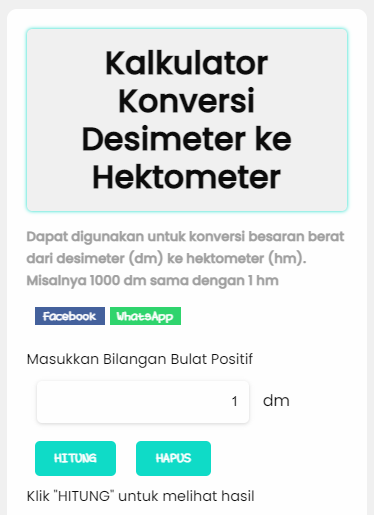 Kalkulator
Konversi
Desimeter ke
Hektometer
Dapat digunakan untuk konversi besaran berat
dari desimeter (dm) ke hektometer (hm).
Misalnya 1000 dm sama dengan 1 hm
Facebook WhatsApp
Masukkan Bilangan Bulat Positif
1 dm
HITUNG HAPUS
Klik "HITUNG" untuk melihat hasil